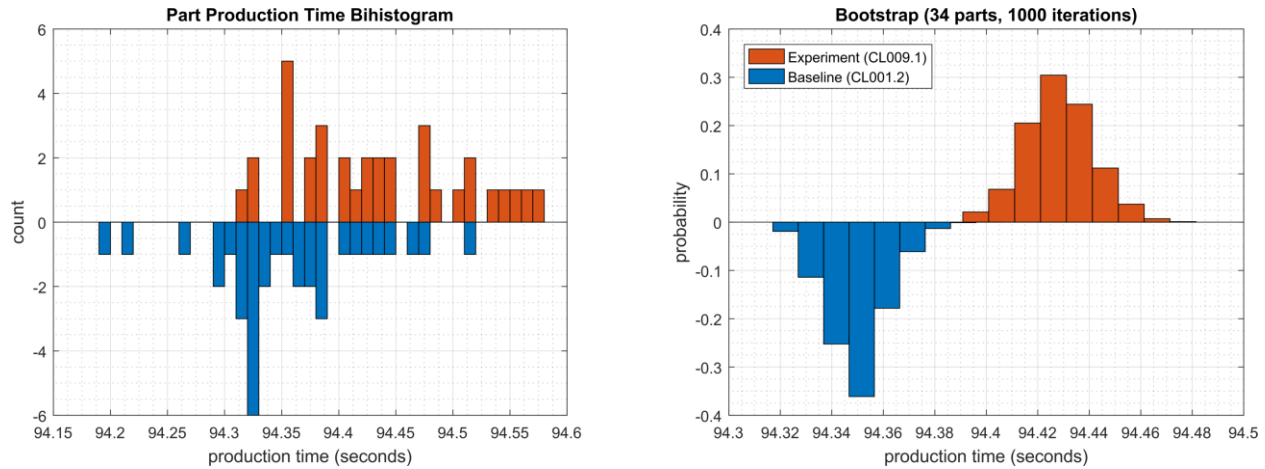 Part Production Time Bihistogram
6
4
2
0
-2
-4
-6
count
94.15 94.2 94.25 94.3 94.35 94.4 94.45 94.5 94.55 94.6
production time (seconds)
Bootstrap (34 parts, 1000 iterations)
Experiment (CL009.1)
Baseline (CL001.2)
0.4
0.3
0.2
0.1
0
-0.1
-0.2
-0.3
-0.4
probability
94.3 94.32 94.34 94.36 94.38 94.4 94.42 94.44 94.46 94.48 94.5
production time (seconds)